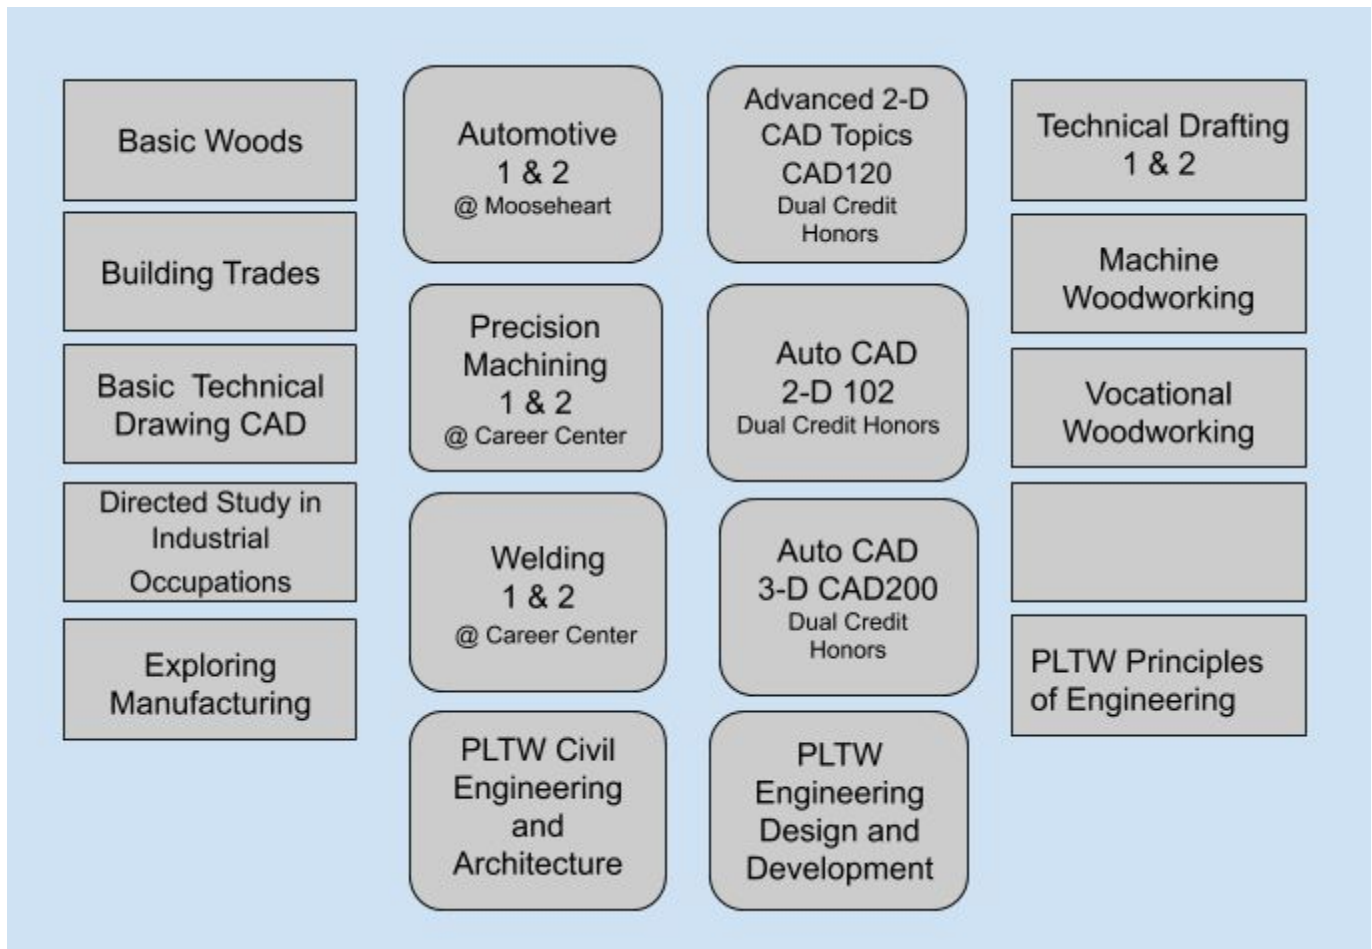 Basic Woods
Building Trades
Basic Technical
Drawing CAD
Directed Study in
Industrial
Occupations
Exploring
Manufacturing
Automotive
1 & 2
@ Mooseheart
Precision
Machining
1 & 2
@ Career Center
Welding
1 & 2
@ Career Center
PLTW Civil
Engineering
and
Architecture
Advanced 2-D
CAD Topics
CAD120
Dual Credit
Honors
Auto CAD
2-D 102
Dual Credit Honors
Auto CAD
3-D CAD200
Dual Credit
Honors
PLTW
Engineering
Design and
Development
Technical Drafting
1 & 2
Machine
Woodworking
Vocational
Woodworking
PLTW Principles
of Engineering